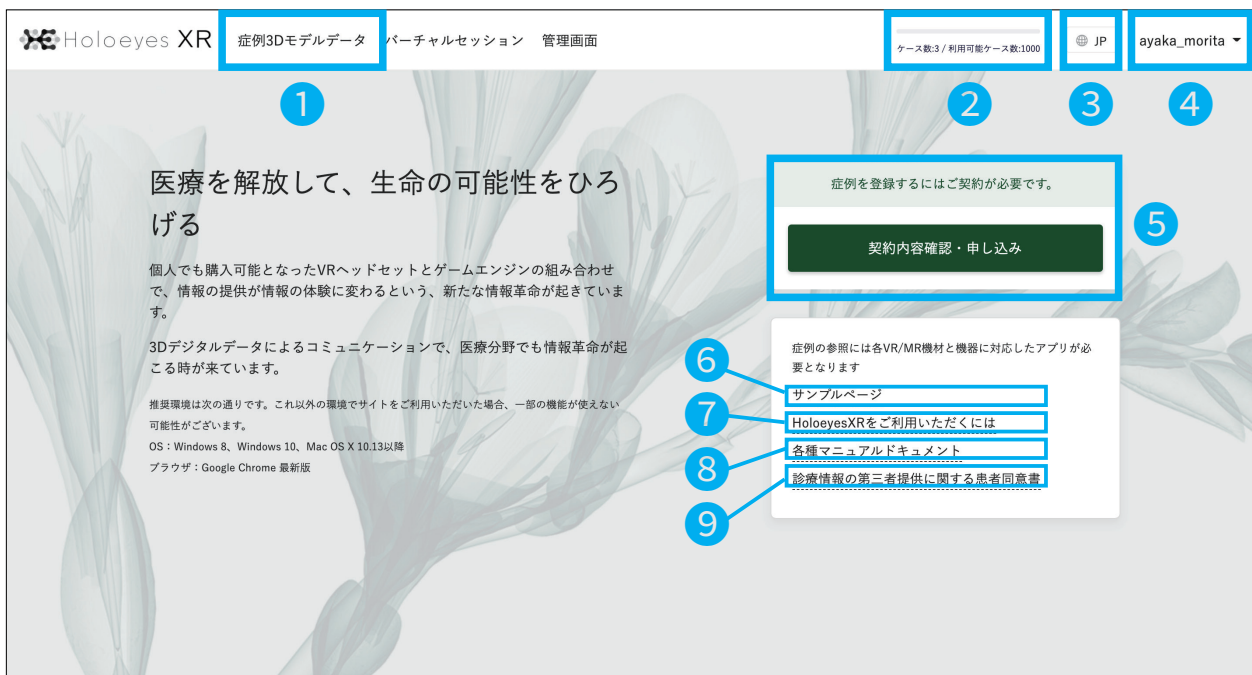 Holoeyes XR 症例3Dモデルデータ バーチャルセッション 管理画面 ケース数:3 / 利用可能ケース数:1000 JP ayaka_morita
1
2
3
4
医療を解放して、生命の可能性をひろ
げる
個人でも購入可能となったVRヘッドセットとゲームエンジンの組み合わせ
で、情報の提供が情報の体験に変わるという、新たな情報革命が起きていま
す。
3Dデジタルデータによるコミュニケーションで、医療分野でも情報革命が起
こる時が来ています。
推奨環境は次の通りです。これ以外の環境でサイトをご利用いただいた場合、一部の機能が使えない
可能性がございます。
OS：Windows 8、Windows 10、Mac OS X 10.13以降
ブラウザ：Google Chrome 最新版
症例を登録するにはご契約が必要です。
契約内容確認・申し込み
5
症例の参照には各VR/MR機材と機器に対応したアプリが必
要となります
6
サンプルページ
7
HoloeyesXRをご利用いただくには
8
各種マニュアルドキュメント
9
診療情報の第三者提供に関する患者同意書